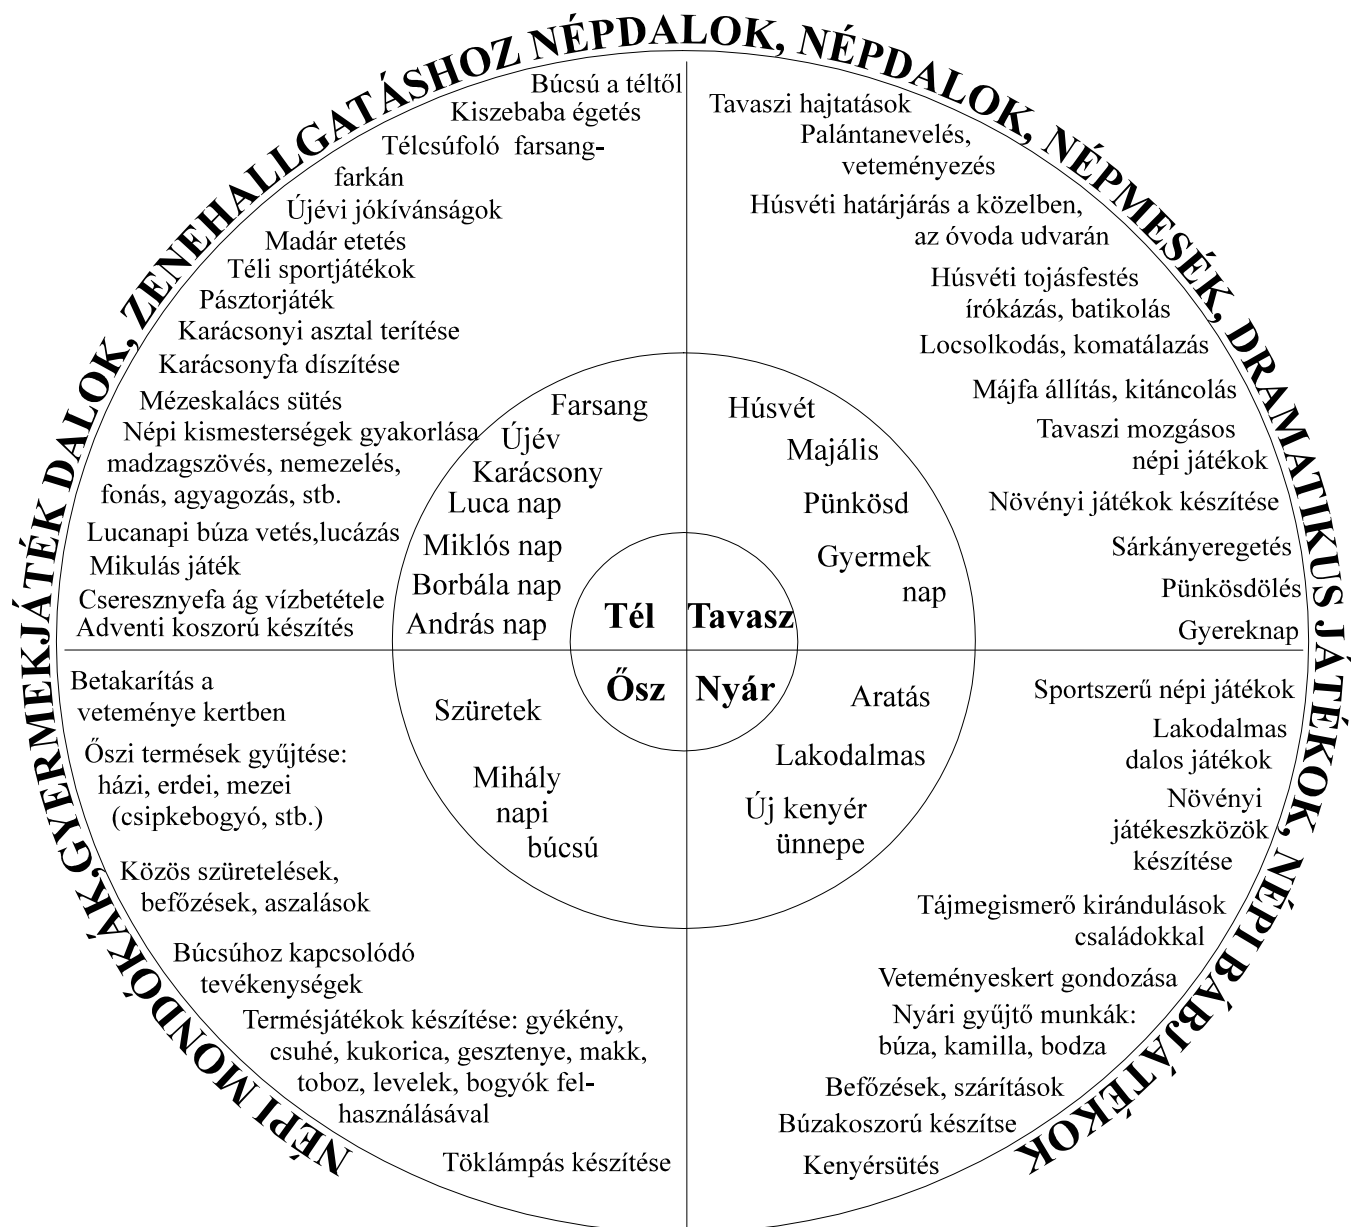 NÉPI MONDÓKÁK,GYERMEKJÁTÉK DALOK, ZENEHALLGATÁSHOZ NÉPDALOK, NÉPDALOK, NÉPMESÉK, DRAMATIKUS JÁTÉKOK, NÉPI BÁBJÁTÉKOK
Búcsú a téltől
Kiszebaba égetés
Télcsúfoló farsang-
farkán
Újévi jókívánságok
Madár etetés
Téli sportjátékok
Pásztorjáték
Karácsonyi asztal terítése
Karácsonyfa díszítése
Mézeskalács sütés
Népi kismesterségek gyakorlása
madzagszövés, nemezelés,
fonás, agyagozás, stb.
Lucanapi búza vetés,lucázás
Mikulás játék
Cseresznyefa ág vízbetétele
Adventi koszorú készítés
Farsang
Újév
Karácsony
Luca nap
Miklós nap
Borbála nap
András nap
Tél
Tavaszi hajtatások
Palántanevelés,
veteményezés
Húsvéti határjárás a közelben,
az óvoda udvarán
Húsvéti tojásfestés
írókázás, batikolás
Locsolkodás, komatálazás
Májfa állítás, kitáncolás
Tavaszi mozgásos
népi játékok
Növényi játékok készítése
Sárkányeregetés
Pünkösdölés
Gyereknap
Húsvét
Majális
Pünkösd
Gyermek
nap
Tavasz
Ősz
Szüretek
Mihály
napi
búcsú
Betakarítás a
veteménye kertben
Őszi termések gyűjtése:
házi, erdei, mezei
(csipkebogyó, stb.)
Közös szüretelések,
befőzések, aszalások
Búcsúhoz kapcsolódó
tevékenységek
Termésjátékok készítése: gyékény,
csuhé, kukorica, gesztenye, makk,
toboz, levelek, bogyók fel-
használásával
Töklámpás készítése
Nyár
Aratás
Lakodalmas
Új kenyér
ünnepe
Sportszerű népi játékok
Lakodalmas
dalos játékok
Növényi
játékeszközök
készítése
Tájmegismerő kirándulások
családokkal
Veteményeskert gondozása
Nyári gyűjtő munkák:
búza, kamilla, bodza
Befőzések, szárítások
Búzakoszorú készítse
Kenyérsütés